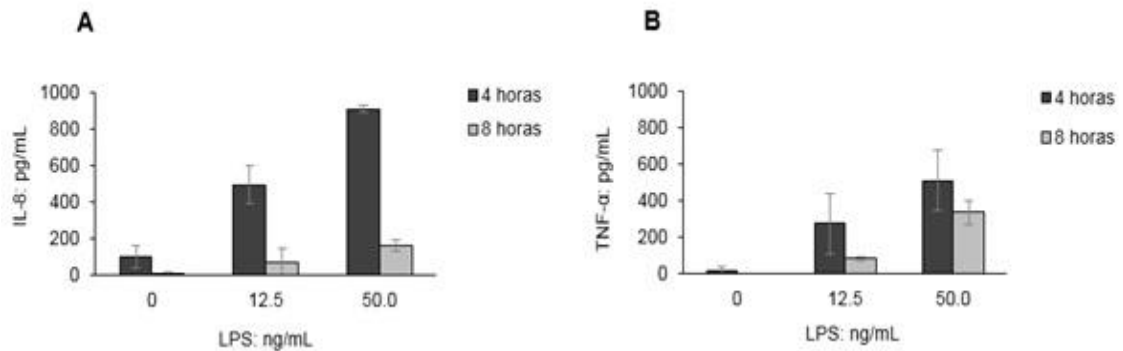 A
IL-8: pg/mL
1000
800
600
400
200
0
0 12.5 50.0
LPS: ng/mL
4 horas
8 horas
B
TNF-α: pg/mL
1000
800
600
400
200
0
0 12.5 50.0
LPS: ng/mL
4 horas
8 horas